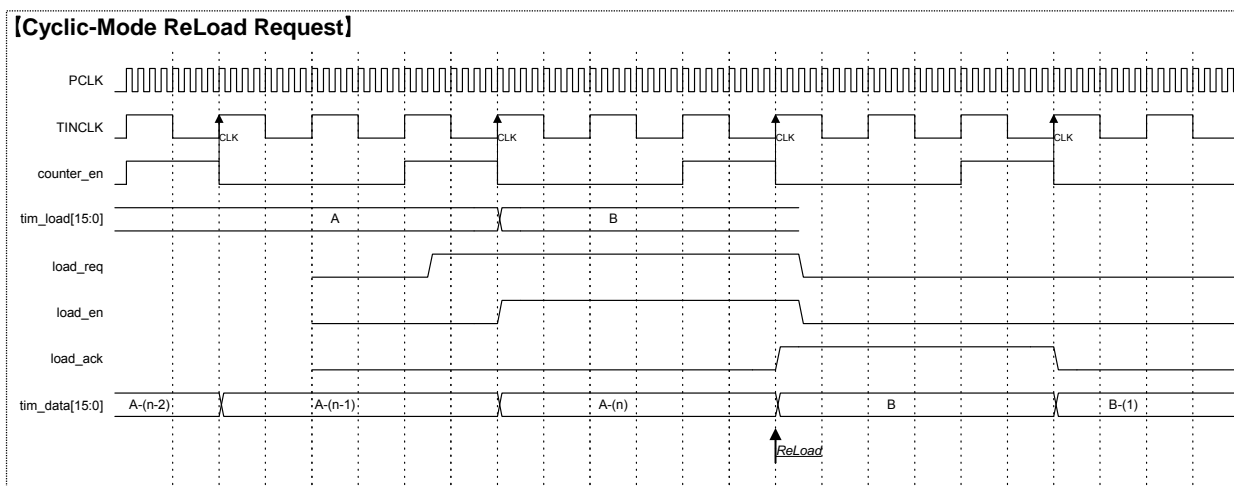 【Cyclic-Mode ReLoad Request】
PCLK
TINCLK
CLK CLK CLK CLK
counter_en
tim_load[15:0] A B
load_req
load_en
load_ack
tim_data[15:0] A-(n-2) A-(n-1) A-(n) B B-(1)
ReLoad